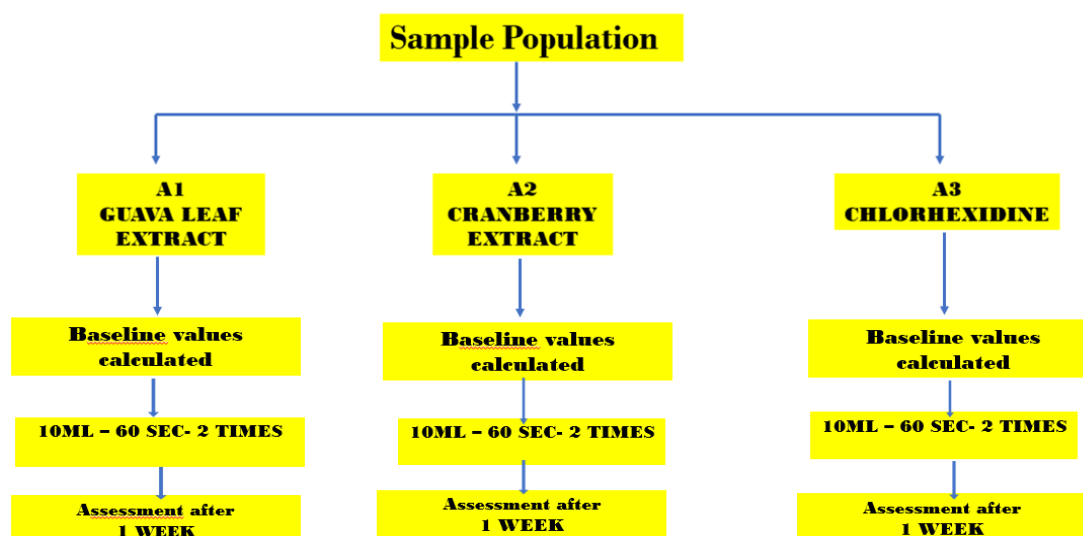 Sample Population
A1
GUAVA LEAF
EXTRACT
A2
CRANBERRY
EXTRACT
A3
CHLORHEXIDINE
Baseline values
calculated
Baseline values
calculated
Baseline values
calculated
10ML – 60 SEC- 2 TIMES
10ML – 60 SEC- 2 TIMES
10ML – 60 SEC- 2 TIMES
Assessment after
1 WEEK
Assessment after
1 WEEK
Assessment after
1 WEEK